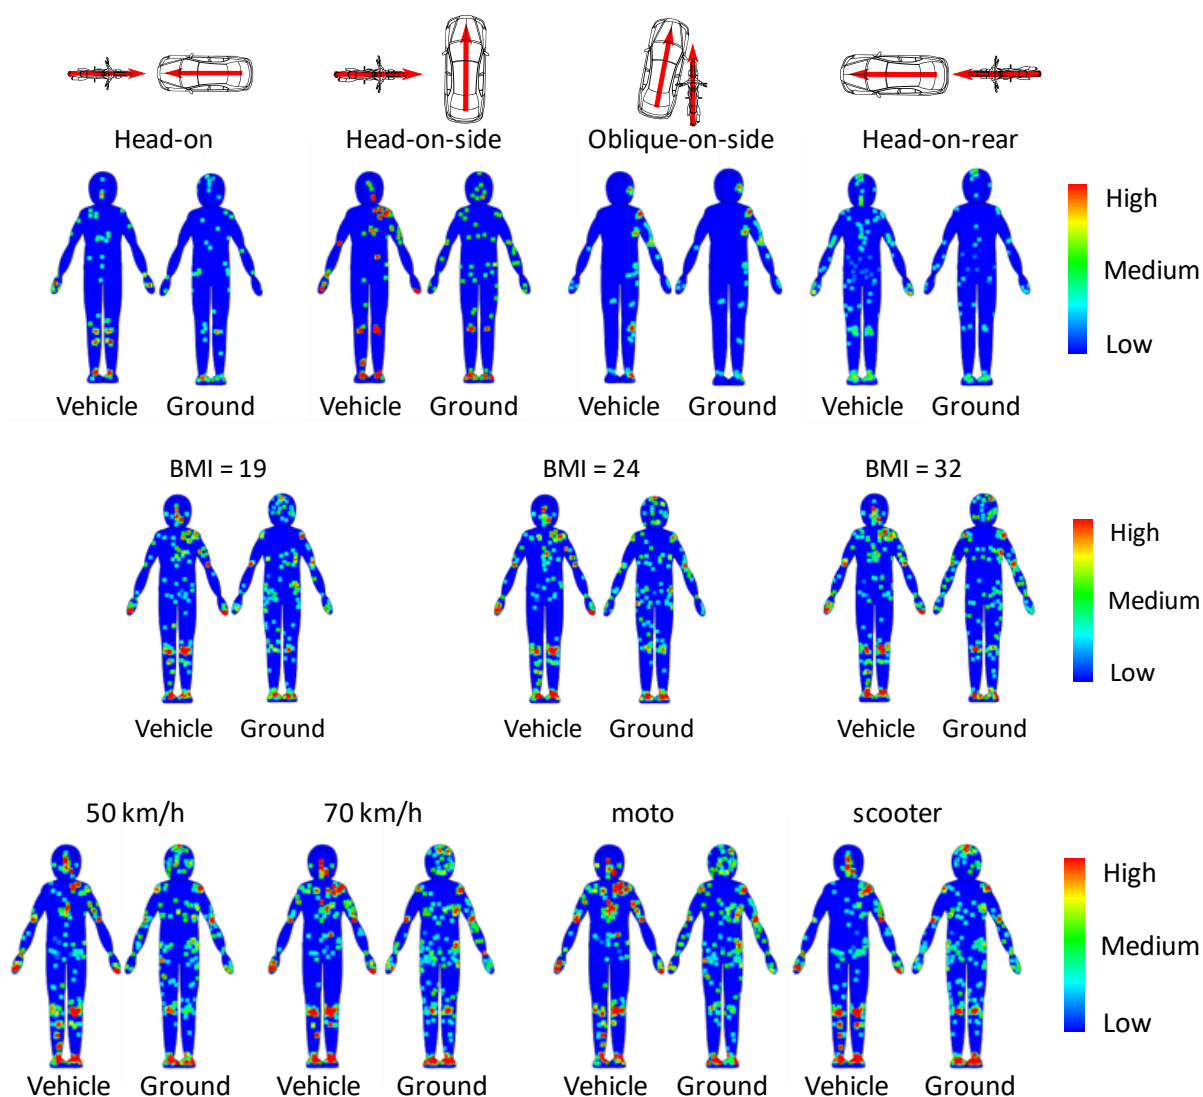 Head-on Head-on-side Oblique-on-side Head-on-rear
High
Medium
Low
Vehicle Ground Vehicle Ground Vehicle Ground Vehicle Ground
BMI = 19 BMI = 24 BMI = 32
High
Medium
Low
Vehicle Ground Vehicle Ground Vehicle Ground
50 km/h 70 km/h moto scooter
High
Medium
Low
Vehicle Ground Vehicle Ground Vehicle Ground Vehicle Ground